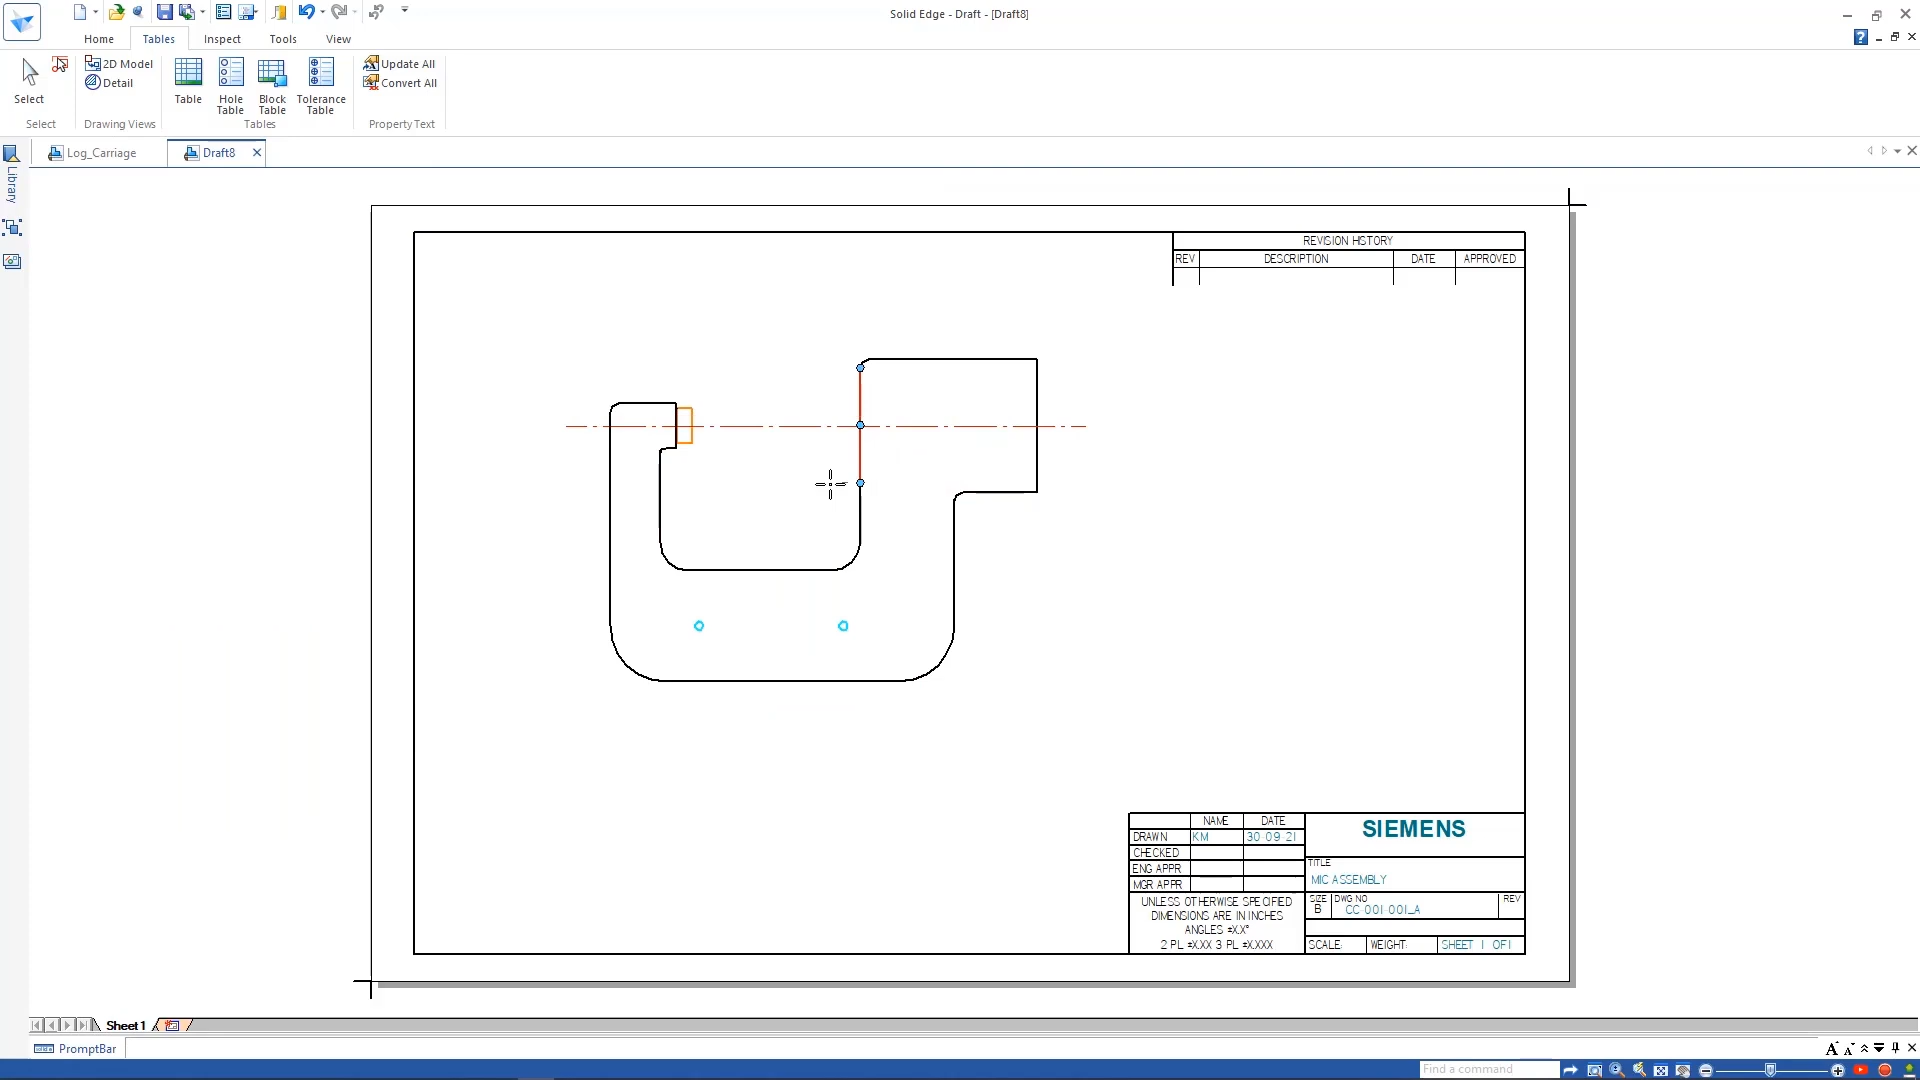 Solid Edge - Draft - [Draft8]
Home Tables Inspect Tools View
Select
2D Model
Detail
Table
Hole Table
Block Table
Tolerance Table
Update All
Convert All
Select Drawing Views Tables Property Text
Log_Carriage Draft8
Library
REVISION HSTORY
REV DESCRIPTION DATE APPROVED
NAME DATE
DRAWN KM 30-09-21
CHECKED
ENG APPR
MGR APPR
SIEMENS
TITLE
MIC ASSEMBLY
UNLESS OTHERWISE SPECIFIED
DIMENSIONS ARE IN INCHES
ANGLES ±X.X°
2 PL ±X.XX 3 PL ±X.XXX
SIZE DWG NO REV
B CC 001 001_A
SCALE: WEIGHT: SHEET 1 OF 1
Sheet1
PromptBar
Find a command